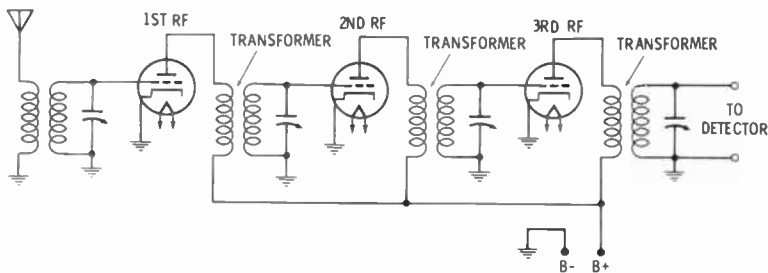 1ST RF
TRANSFORMER
2ND RF
TRANSFORMER
3RD RF
TRANSFORMER
TO
DETECTOR
B-
B+